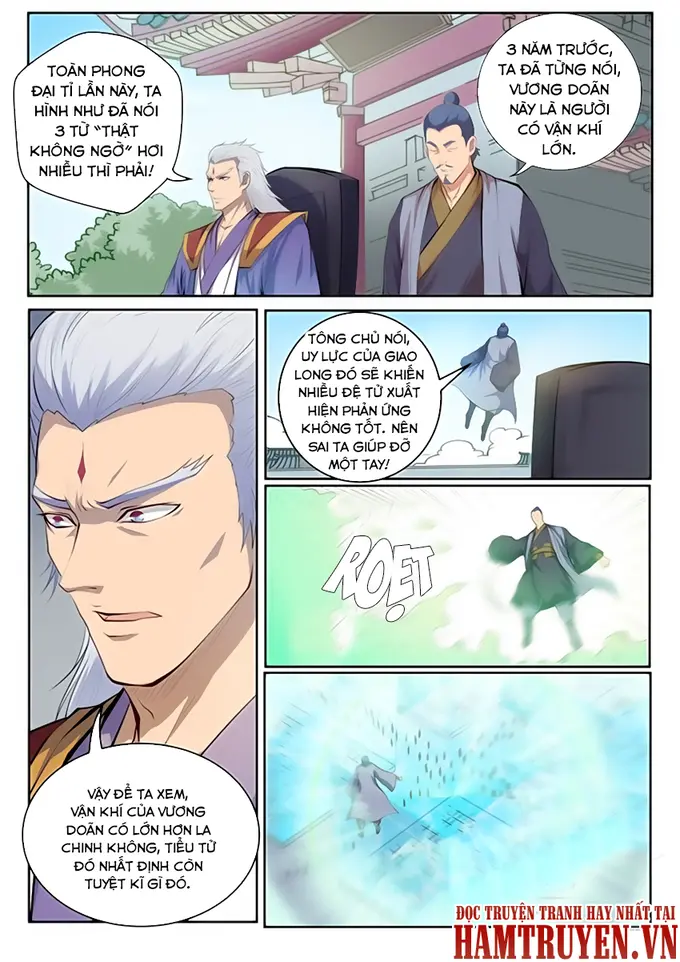 TOÀN PHONG
ĐẠI TỈ LẦN NÀY, TA
HÌNH NHƯ ĐÃ NÓI
3 TỪ "THẬT
KHÔNG NGỜ" HƠI
NHIỀU THÌ PHẢI!
3 NĂM TRƯỚC,
TA ĐÃ TỪNG NÓI,
VƯƠNG DOÃN
NÀY LÀ NGƯỜI
CÓ VẬN KHÍ
LỚN.
TÔNG CHỦ NÓI,
UY LỰC CỦA GIAO
LONG ĐÓ SẼ KHIẾN
NHIỀU ĐỆ TỬ XUẤT
HIỆN PHẢN ỨNG
KHÔNG TỐT. NÊN
SAI TA GIÚP ĐỠ
MỘT TAY!
ROẸT
VẬY ĐỂ TA XEM,
VẬN KHÍ CỦA VƯƠNG
DOÃN CÓ LỚN HƠN LA
CHINH KHÔNG, TIỂU TỬ
ĐÓ NHẤT ĐỊNH CÒN
TUYỆT KĨ GÌ ĐÓ.
ĐỌC TRUYỆN TRANH HAY NHẤT TẠI
HAMTRUYEN.VN